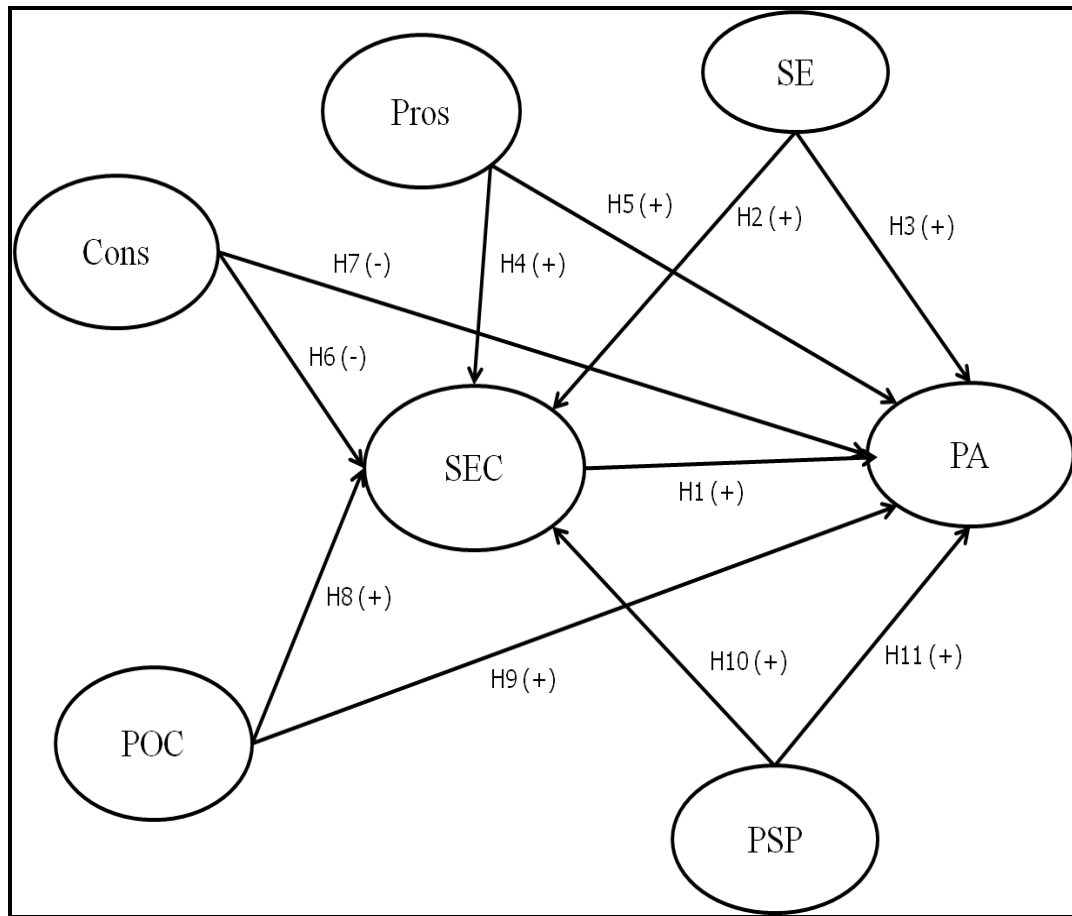 SE
Pros
H5 (+)
H2 (+)
H3 (+)
Cons
H7 (-)
H4 (+)
H6 (-)
SEC
PA
H1 (+)
H8 (+)
H9 (+)
H10 (+)
H11 (+)
POC
PSP